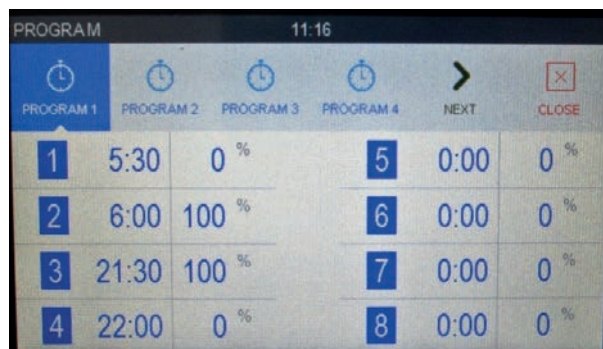 PROGRAM 11:16
PROGRAM 1 PROGRAM 2 PROGRAM 3 PROGRAM 4 NEXT CLOSE
1 5:30 0 % 5 0:00 0 %
2 6:00 100 % 6 0:00 0 %
3 21:30 100 % 7 0:00 0 %
4 22:00 0 % 8 0:00 0 %